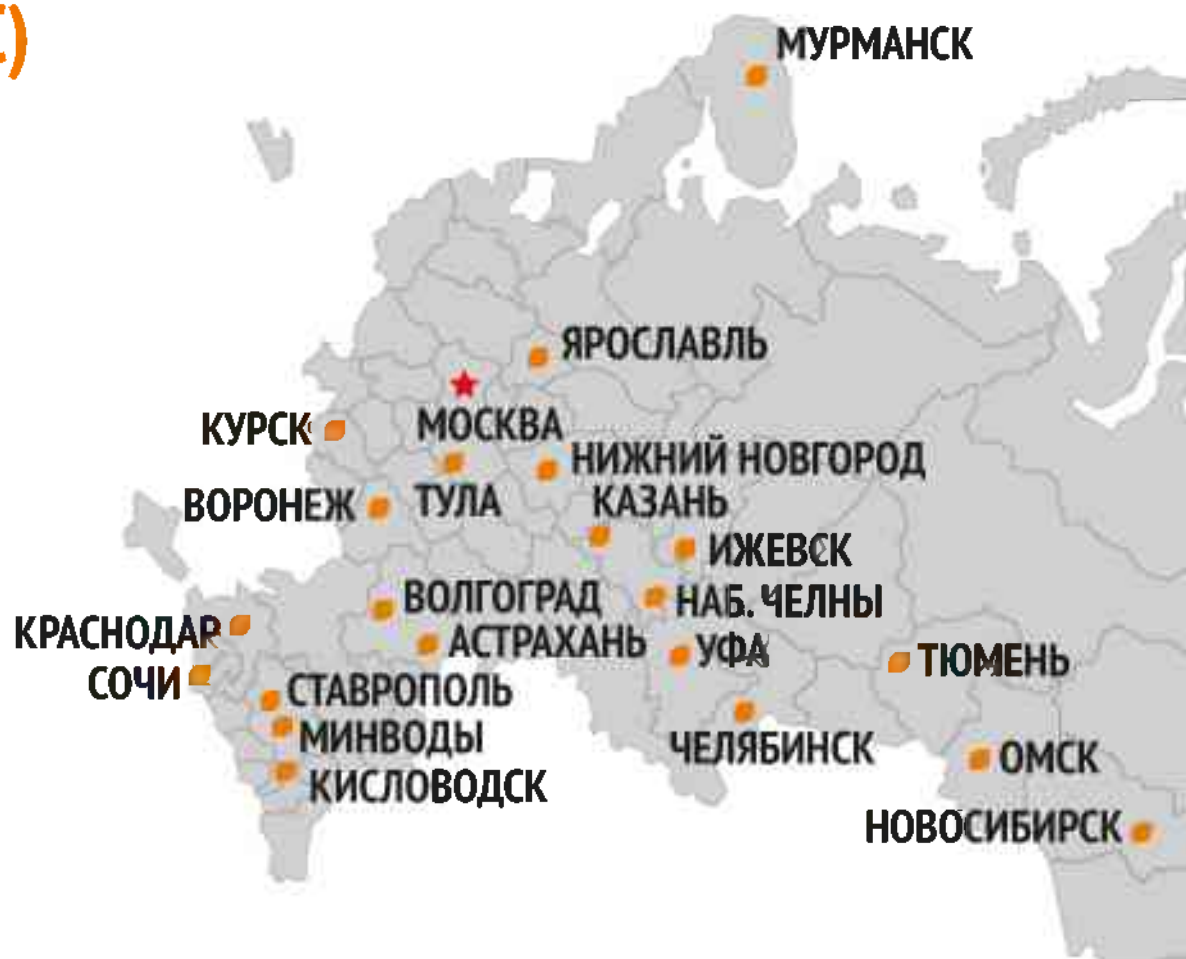 С)
МУРМАНСК
ЯРОСЛАВЛЬ
МОСКВА
КУРСК
НИЖНИЙ НОВГОРОД
ТУЛА
КАЗАНЬ
ВОРОНЕЖ
ИЖЕВСК
ВОЛГОГРАД
НАБ. ЧЕЛНЫ
КРАСНОДАР
АСТРАХАНЬ
УФА
ТЮМЕНЬ
СОЧИ
СТАВРОПОЛЬ
МИНВОДЫ
ЧЕЛЯБИНСК
ОМСК
КИСЛОВОДСК
НОВОСИБИРСК